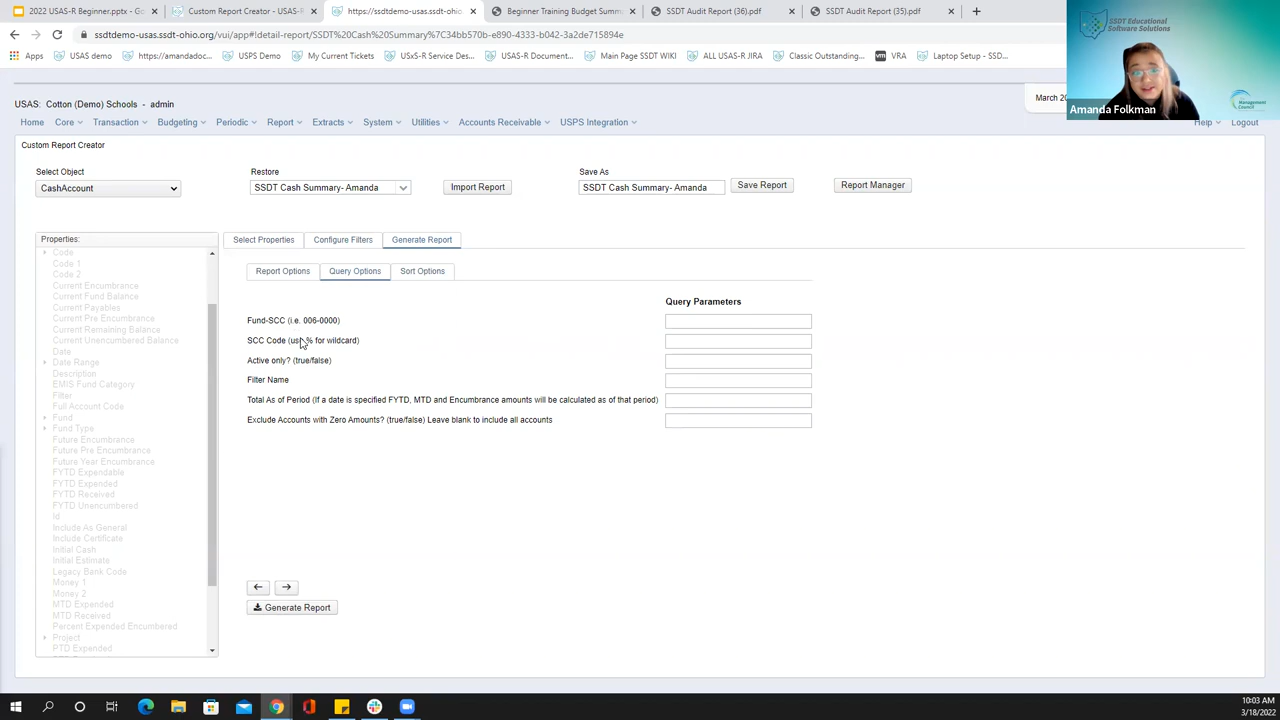 2022 USAS-R Beginner.pptx - Go
Custom Report Creator - USAS-R
https://ssdtdemo-usas.ssdt-ohio
Beginner Training Budget Summ
SSDT Audit Report (36).pdf
SSDT Audit Report (35).pdf
ssdtdemo-usas.ssdt-ohio.org/vui/app#!detail-report/SSDT%20Cash%20Summary
Apps
USAS demo
https://amandadoc...
USPS Demo
My Current Tickets
USxS-R Service Des...
USAS-R Document...
Main Page SSDT WIKI
ALL USAS-R JIRA
Classic Outstanding...
VRA
Laptop Setup - SSD...
SSDT Educational
Software Solutions
Management
Council
Amanda Folkman
USAS: Cotton (Demo) Schools - admin
March 20
Home
Core
Transaction
Budgeting
Periodic
Report
Extracts
System
Utilities
Accounts Receivable
USPS Integration
Help
Logout
Custom Report Creator
Select Object
Restore
Save As
CashAccount
SSDT Cash Summary- Amanda
Import Report
SSDT Cash Summary- Amanda
Save Report
Report Manager
Properties:
Select Properties
Configure Filters
Generate Report
Code
Code 1
Code 2
Current Encumbrance
Current Fund Balance
Current Payables
Current Pre Encumbrance
Current Remaining Balance
Current Unencumbered Balance
Date
Date Range
Description
EMIS Fund Category
Filter
Full Account Code
Fund
Fund Type
Future Encumbrance
Future Pre Encumbrance
Future Year Encumbrance
FYTD Expendable
FYTD Expended
FYTD Received
FYTD Unencumbered
Id
Include As General
Include Certificate
Initial Cash
Initial Estimate
Legacy Bank Code
Money 1
Money 2
MTD Expended
MTD Received
Percent Expended Encumbered
Project
PTD Expended
Report Options
Query Options
Sort Options
Query Parameters
Fund-SCC (i.e. 006-0000)
SCC Code (use % for wildcard)
Active only? (true/false)
Filter Name
Total As of Period (If a date is specified FYTD, MTD and Encumbrance amounts will be calculated as of that period)
Exclude Accounts with Zero Amounts? (true/false) Leave blank to include all accounts
Generate Report
10:03 AM
3/18/2022